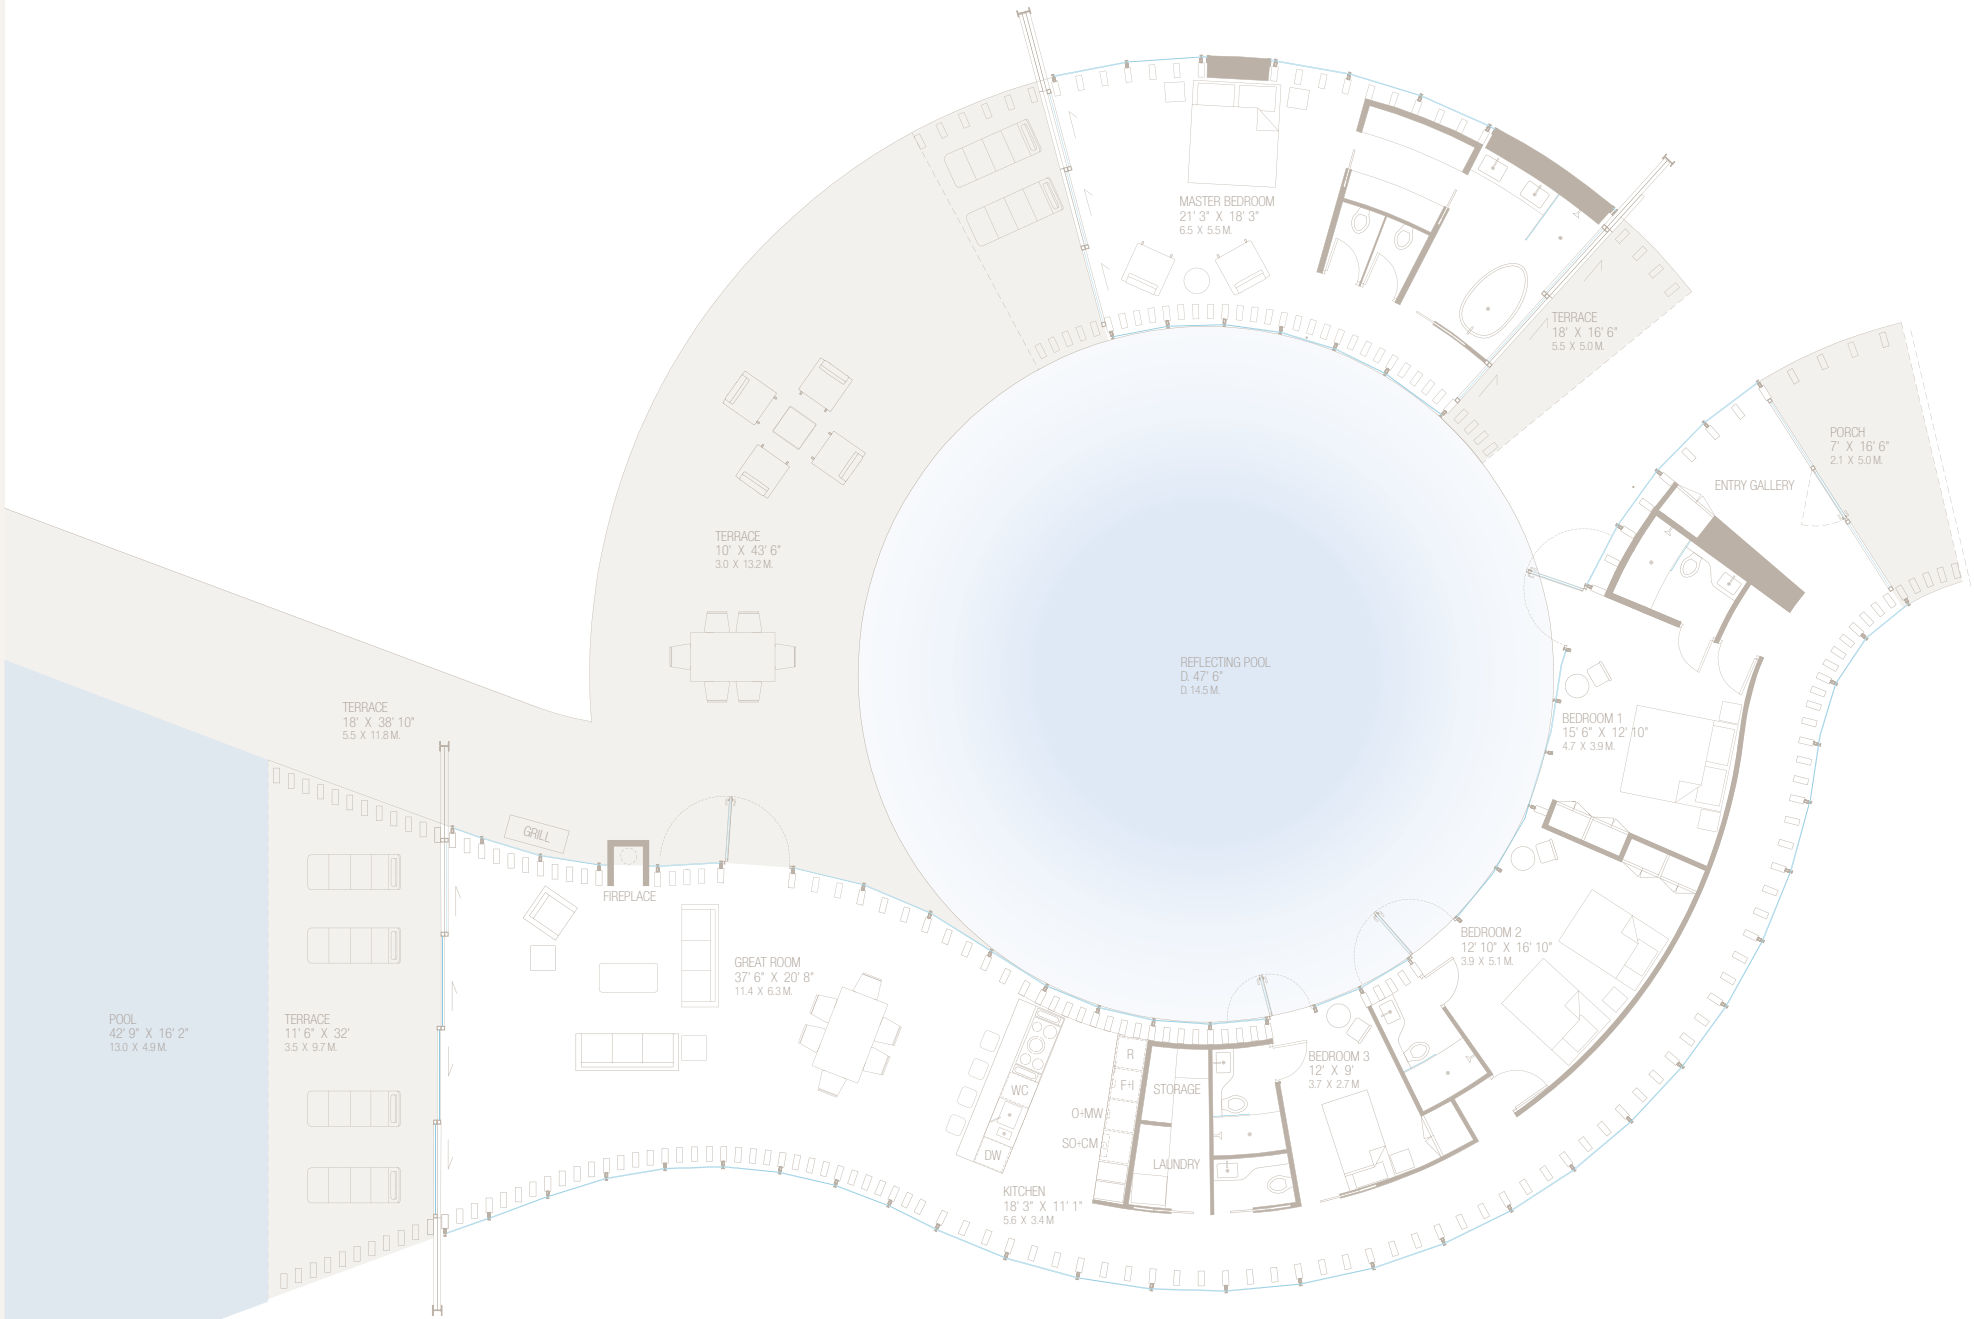 MASTER BEDROOM
21' 3" X 18' 3"
6.5 X 5.5 M.
TERRACE
18' X 16' 6"
5.5 X 5.0 M.
PORCH
7' X 16' 6"
2.1 X 5.0 M.
ENTRY GALLERY
TERRACE
10' X 43' 6"
3.0 X 13.2 M.
REFLECTING POOL
D. 47' 6"
D. 14.5 M.
TERRACE
18' X 38' 10"
5.5 X 11.8 M.
BEDROOM 1
15' 6" X 12' 10"
4.7 X 3.9 M.
GRILL
FIREPLACE
GREAT ROOM
37' 6" X 20' 8"
11.4 X 6.3 M.
BEDROOM 2
12' 10" X 16' 10"
3.9 X 5.1 M.
POOL
42' 9" X 16' 2"
13.0 X 4.9 M.
TERRACE
11' 6" X 32'
3.5 X 9.7 M.
BEDROOM 3
12' X 9'
3.7 X 2.7 M
R
F+I
WC
STORAGE
O+MW
SO+CM
DW
LAUNDRY
KITCHEN
18' 3" X 11' 1"
5.6 X 3.4 M